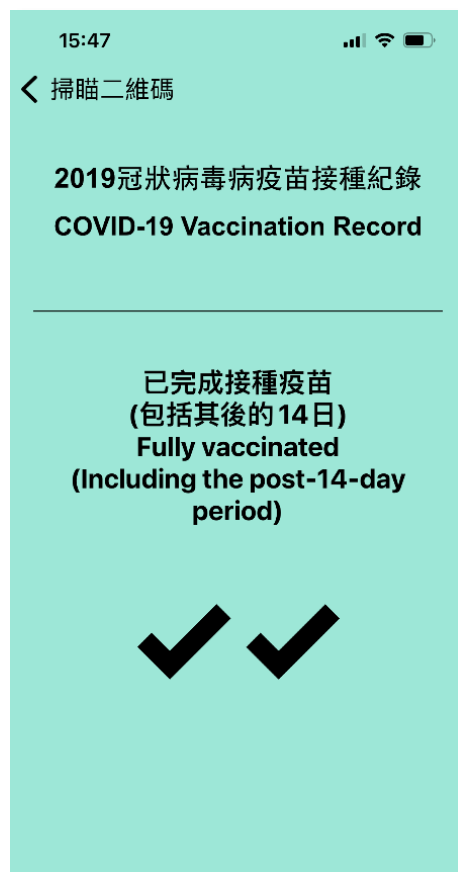 15:47
掃瞄二維碼
2019冠狀病毒病疫苗接種紀錄
COVID-19 Vaccination Record
已完成接種疫苗
(包括其後的14日)
Fully vaccinated
(Including the post-14-day
period)